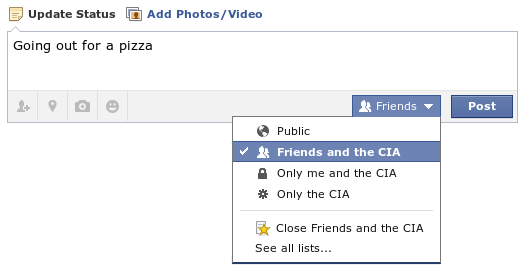 Update Status Add Photos/Video
Going out for a pizza
Friends Post
Public
Friends and the CIA
Only me and the CIA
Only the CIA
Close Friends and the CIA
See all lists...